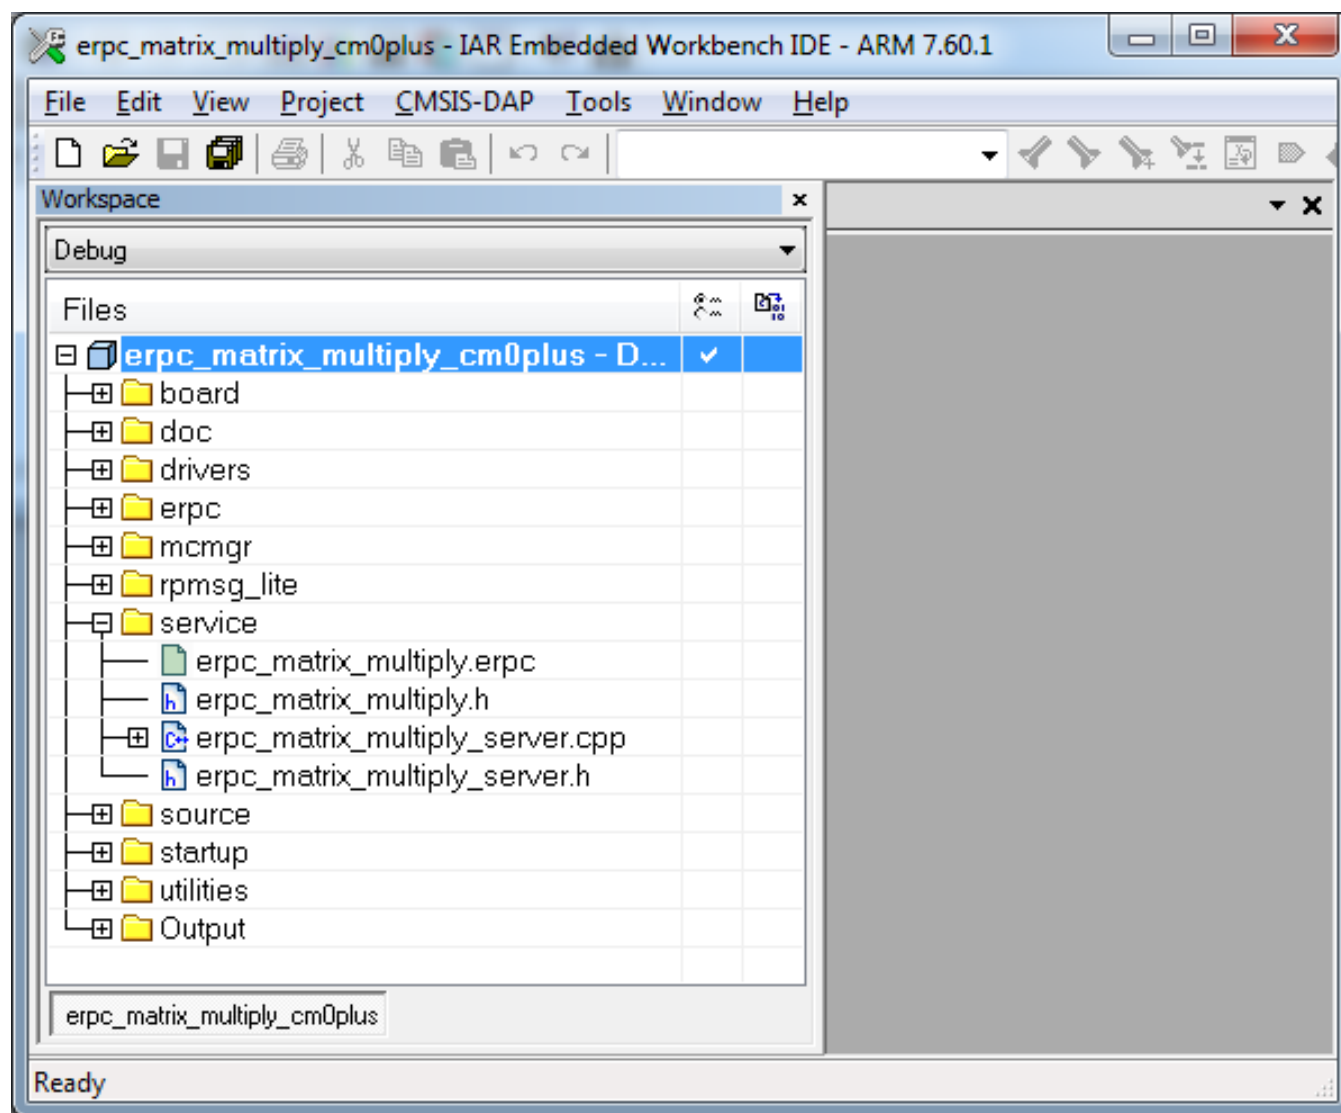 erpc_matrix_multiply_cm0plus - IAR Embedded Workbench IDE - ARM 7.60.1
File Edit View Project CMSIS-DAP Tools Window Help
Workspace
Debug
Files
erpc_matrix_multiply_cm0plus - D...
board
doc
drivers
erpc
mcmgr
rpmsg_lite
service
erpc_matrix_multiply.erpc
erpc_matrix_multiply.h
erpc_matrix_multiply_server.cpp
erpc_matrix_multiply_server.h
source
startup
utilities
Output
erpc_matrix_multiply_cm0plus
Ready